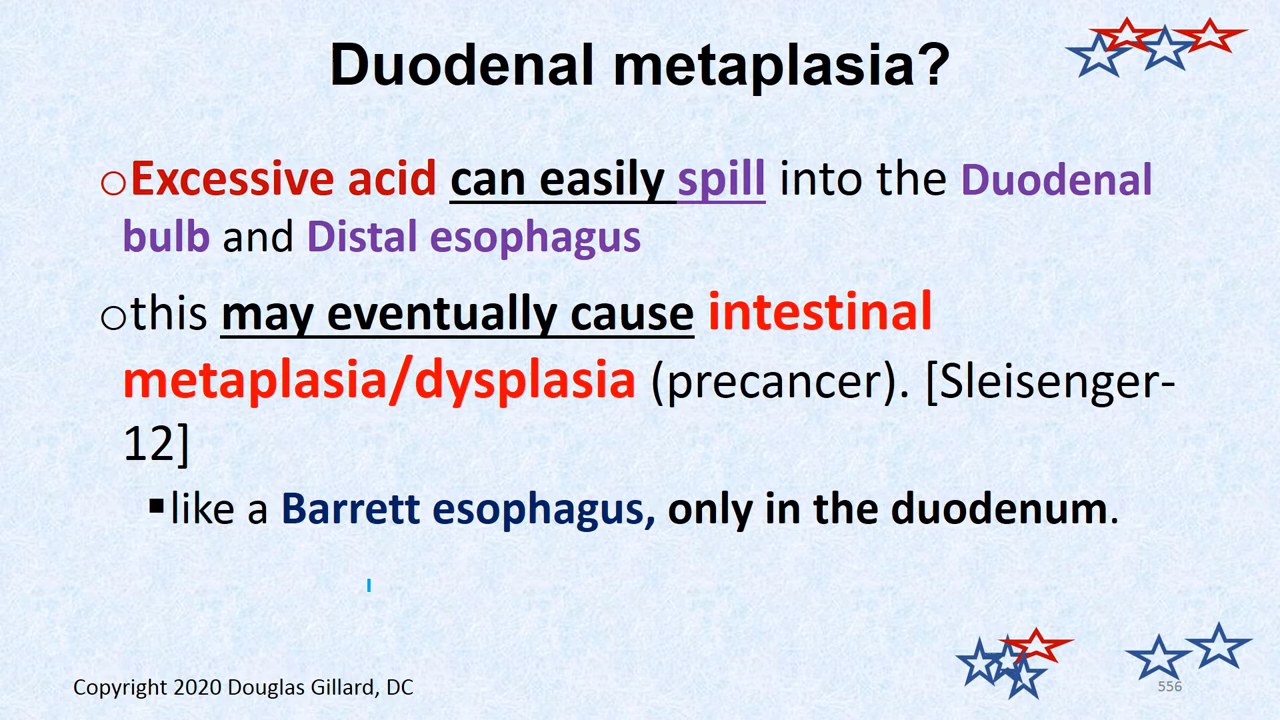 Duodenal metaplasia?
oExcessive acid can easily spill into the Duodenal
bulb and Distal esophagus
othis may eventually cause intestinal
metaplasia/dysplasia (precancer). [Sleisenger-
12]
▪like a Barrett esophagus, only in the duodenum.
Copyright 2020 Douglas Gillard, DC
556